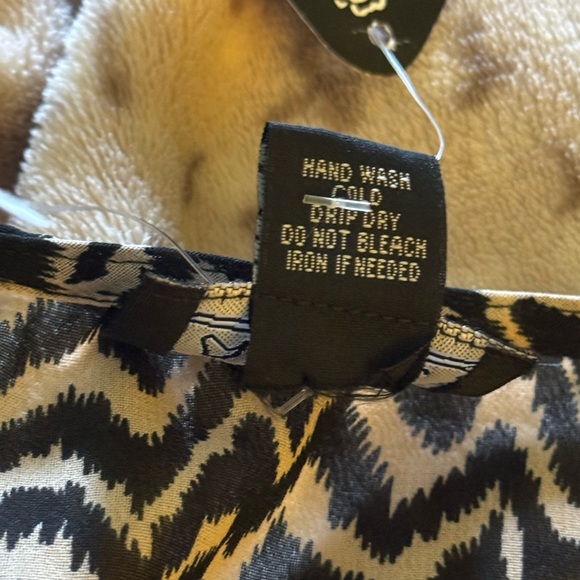 HAND WASH
COLD
DRIP DRY
DO NOT BLEACH
IRON IF NEEDED